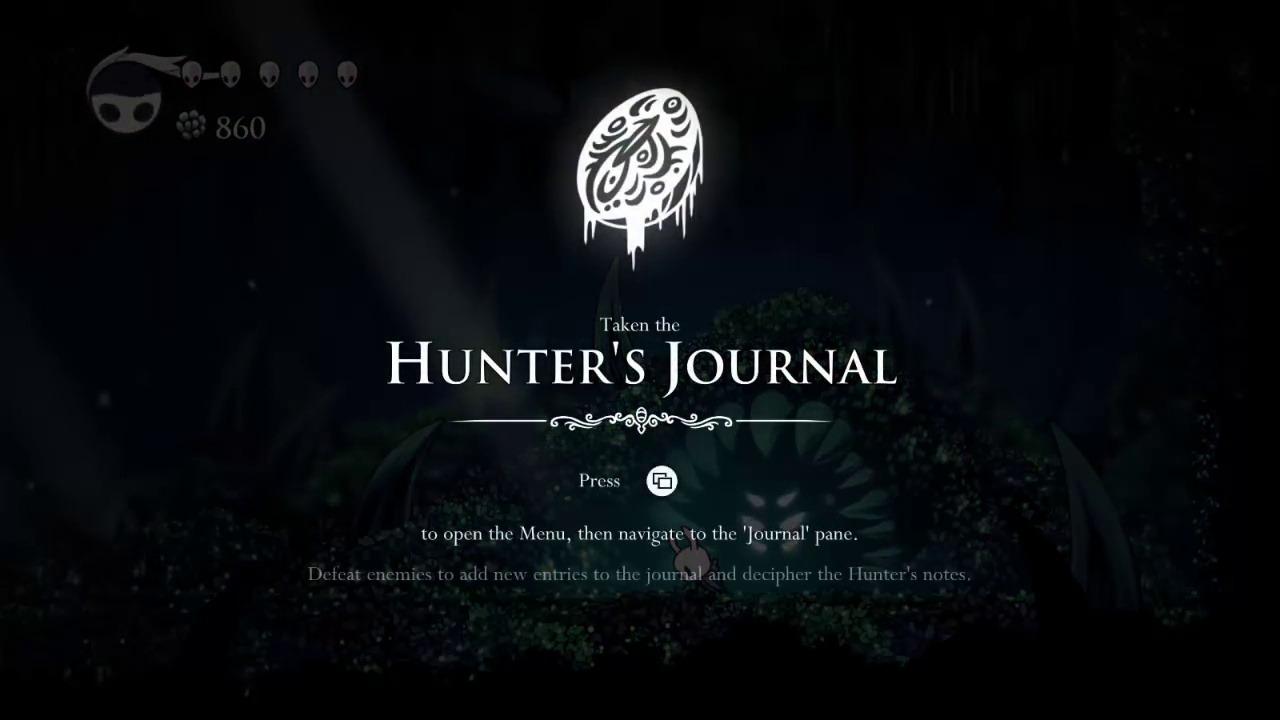 860
Taken the
HUNTER'S JOURNAL
Press
to open the Menu, then navigate to the 'Journal' pane.
Defeat enemies to add new entries to the journal and decipher the Hunter's notes.